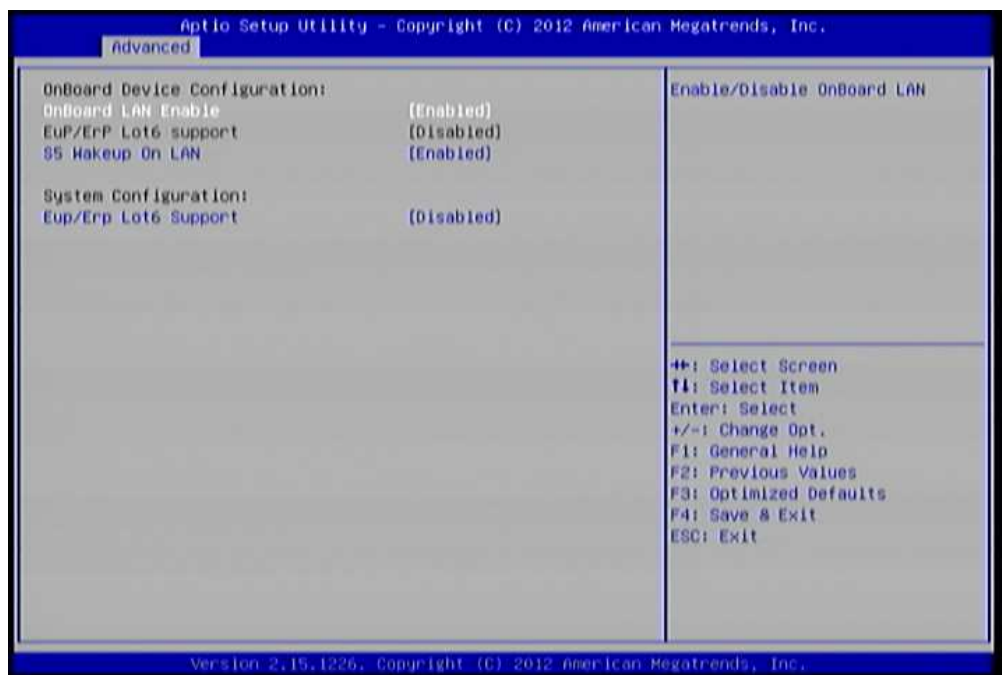 Aptio Setup Utility - Copyright (C) 2012 American Megatrends, Inc.
Advanced
OnBoard Device Configuration:
OnBoard LAN Enable [Enabled]
EuP/ErP Lot6 support [Disabled]
S5 Wakeup On LAN [Enabled]
System Configuration:
Eup/Erp Lot6 Support [Disabled]
Enable/Disable OnBoard LAN
→←: Select Screen
↑↓: Select Item
Enter: Select
+/-: Change Opt.
F1: General Help
F2: Previous Values
F3: Optimized Defaults
F4: Save & Exit
ESC: Exit
Version 2.15.1226. Copyright (C) 2012 American Megatrends, Inc.